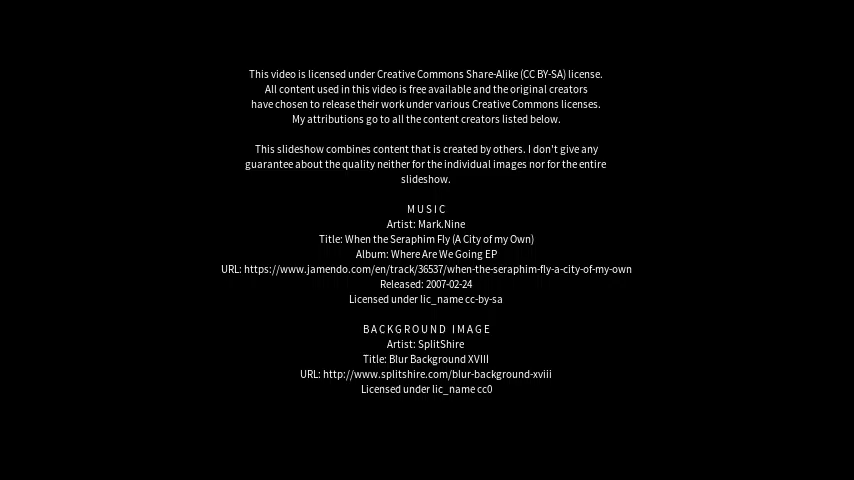 This video is licensed under Creative Commons Share-Alike (CC BY-SA) license.
All content used in this video is free available and the original creators
have chosen to release their work under various Creative Commons licenses.
My attributions go to all the content creators listed below.
This slideshow combines content that is created by others. I don't give any
guarantee about the quality neither for the individual images nor for the entire
slideshow.
MUSIC
Artist: Mark.Nine
Title: When the Seraphim Fly (A City of my Own)
Album: Where Are We Going EP
URL: https://www.jamendo.com/en/track/36537/when-the-seraphim-fly-a-city-of-my-own
Released: 2007-02-24
Licensed under lic_name cc-by-sa
BACKGROUND IMAGE
Artist: SplitShire
Title: Blur Background XVIII
URL: http://www.splitshire.com/blur-background-xviii
Licensed under lic_name cc0